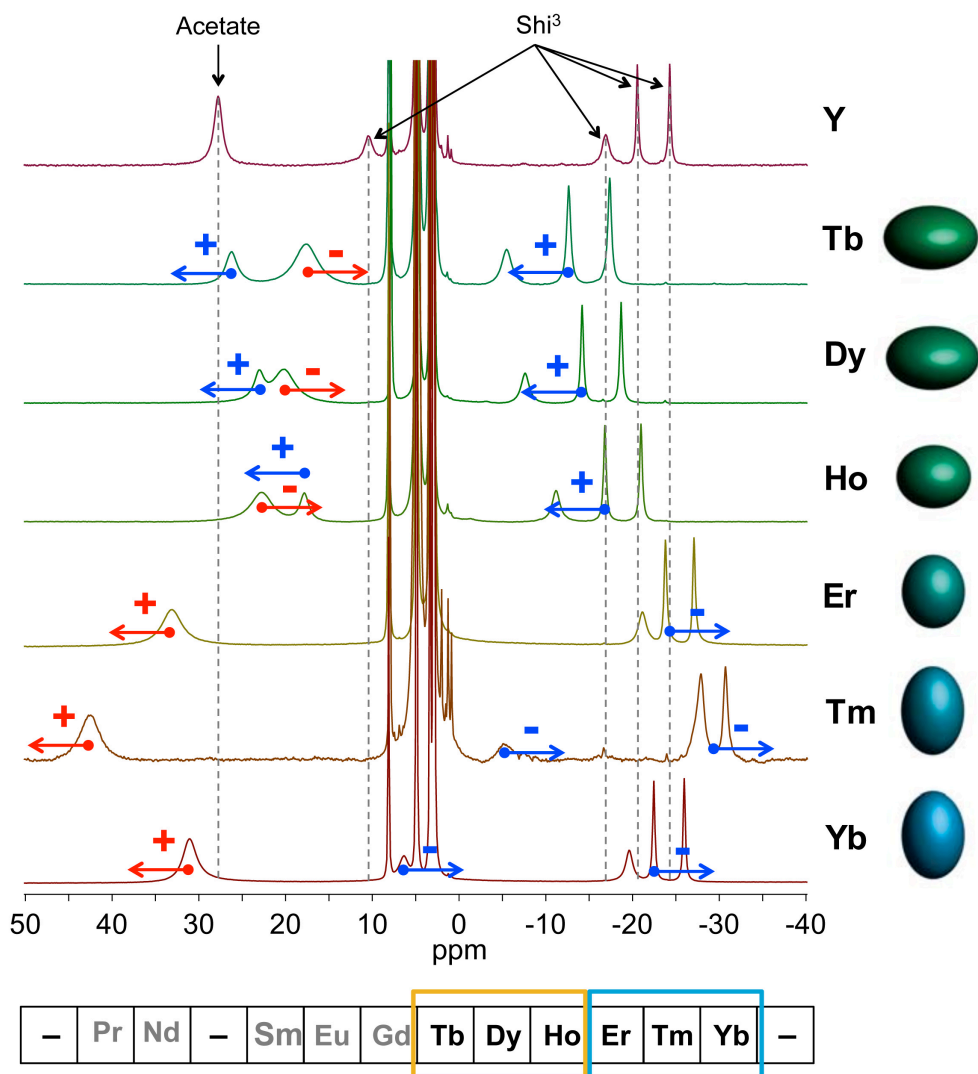 Acetate
Shi³
Y
+ - + Tb
+ - + Dy
+ - + Ho
+ - Er
+ - - Tm
+ - - Yb
50 40 30 20 10 0 -10 -20 -30 -40
ppm
– Pr Nd – Sm Eu Gd Tb Dy Ho Er Tm Yb –